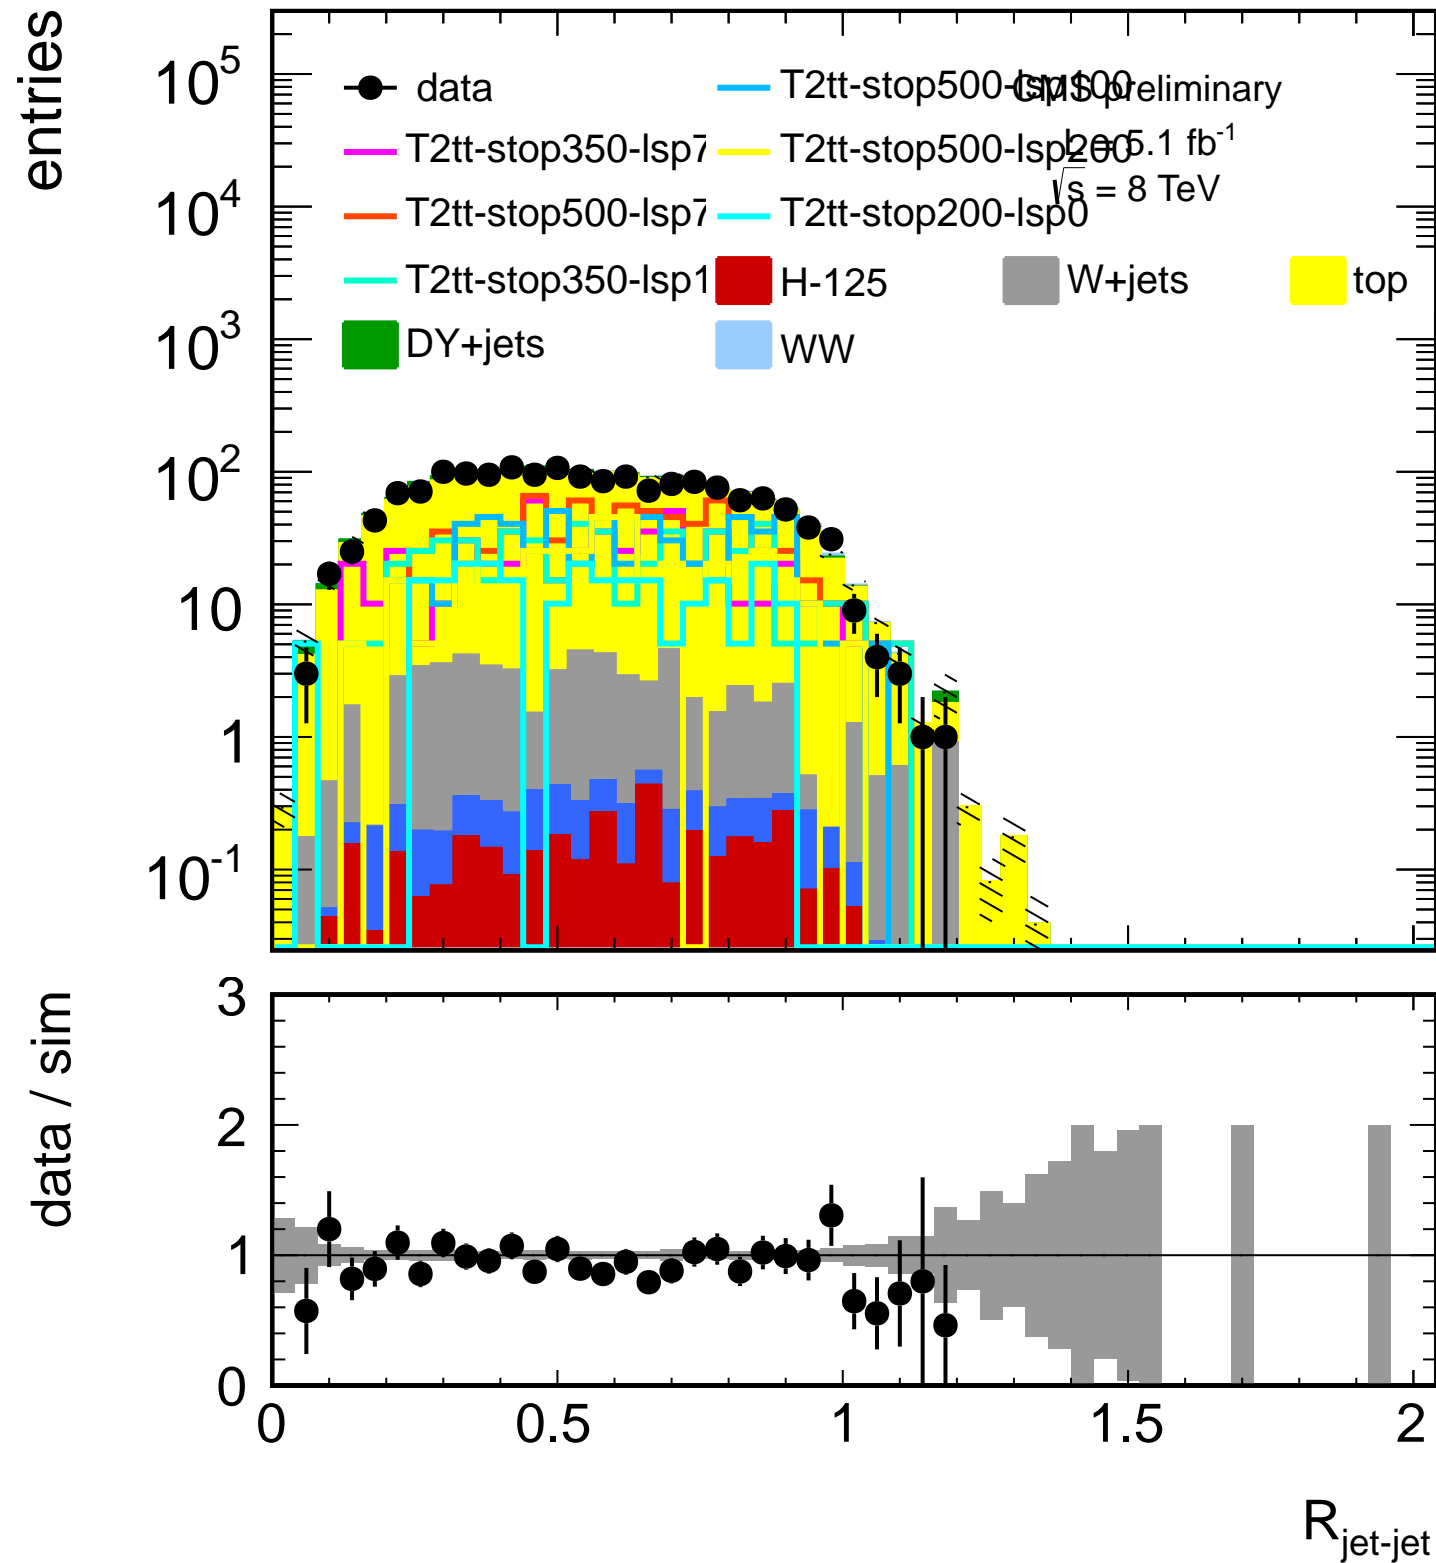 entries
10^5
10^4
10^3
10^2
10
1
10^-1
data
T2tt-stop500-lsp100
CMS preliminary
T2tt-stop350-lsp7
T2tt-stop500-lsp200
L = 5.1 fb^-1
T2tt-stop500-lsp7
T2tt-stop200-lsp0
√s = 8 TeV
T2tt-stop350-lsp1
H-125
W+jets
top
DY+jets
WW
data / sim
3
2
1
0
0 0.5 1 1.5 2
R_jet-jet